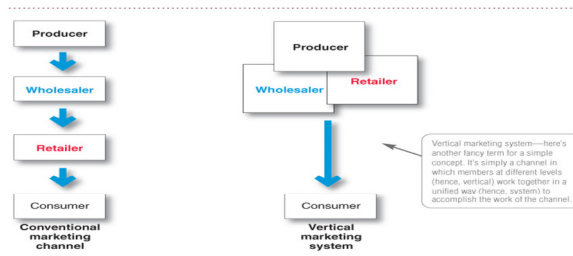 Producer
Wholesaler
Retailer
Consumer
Conventional
marketing
channel
Producer
Wholesaler
Retailer
Consumer
Vertical
marketing
system
Vertical marketing system—here's
another fancy term for a simple
concept. It's simply a channel in
which members at different levels
(hence, vertical) work together in a
unified way (hence, system) to
accomplish the work of the channel.